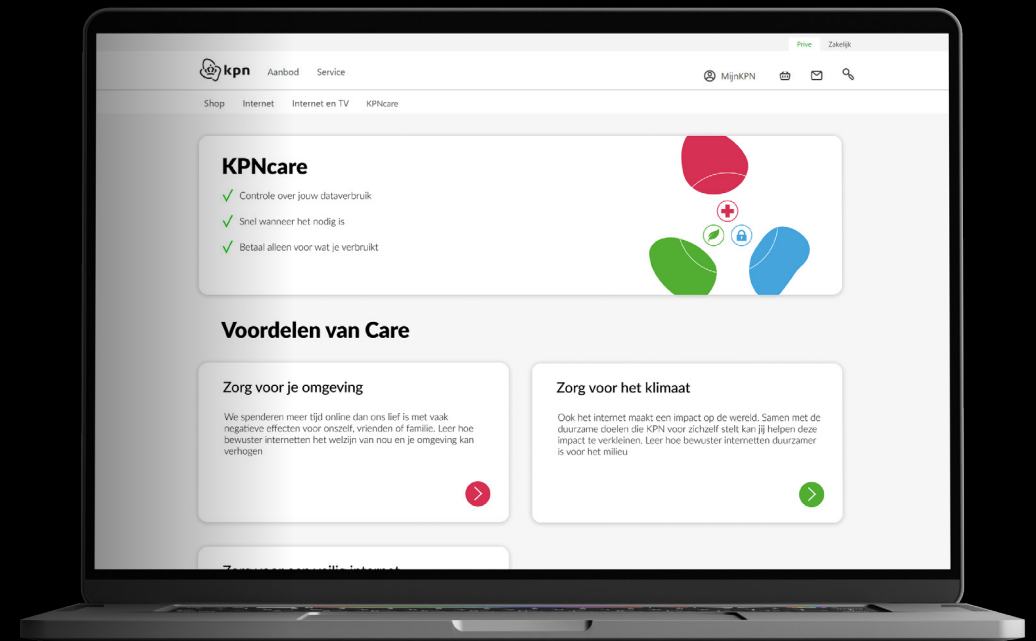 Prive Zakelijk
kpn Aanbod Service MijnKPN
Shop Internet Internet en TV KPNcare
KPNcare
Controle over jouw dataverbruik
Snel wanneer het nodig is
Betaal alleen voor wat je verbruikt
Voordelen van Care
Zorg voor je omgeving
We spenderen meer tijd online dan ons lief is met vaak
negatieve effecten voor onszelf, vrienden of familie. Leer hoe
bewuster internetten het welzijn van nou en je omgeving kan
verhogen
Zorg voor het klimaat
Ook het internet maakt een impact op de wereld. Samen met de
duurzame doelen die KPN voor zichzelf stelt kan jij helpen deze
impact te verkleinen. Leer hoe bewuster internetten duurzamer
is voor het milieu
Zorg voor een veilig internet